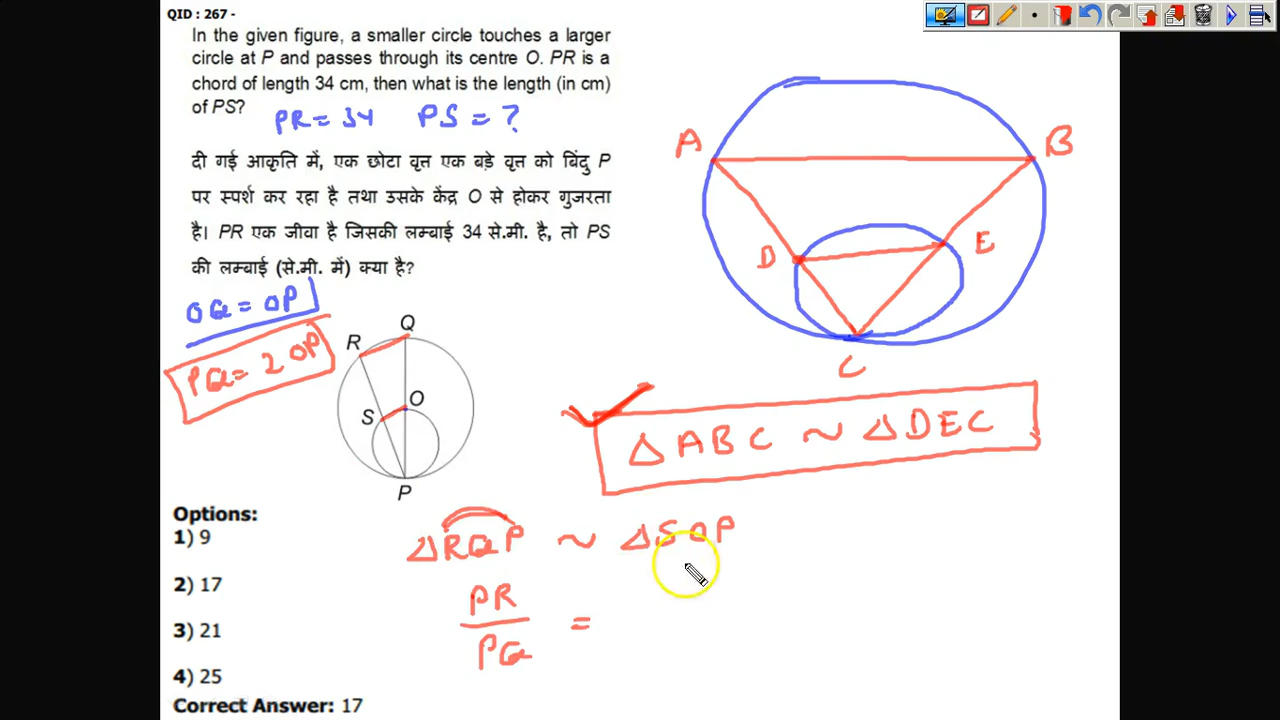 QID : 267 -
In the given figure, a smaller circle touches a larger
circle at P and passes through its centre O. PR is a
chord of length 34 cm, then what is the length (in cm)
of PS?
PR = 34 PS = ?
दी गई आकृति में, एक छोटा वृत्त एक बड़े वृत्त को बिंदु P
पर स्पर्श कर रहा है तथा उसके केंद्र O से होकर गुजरता
है। PR एक जीवा है जिसकी लम्बाई 34 से.मी. है, तो PS
की लम्बाई (से.मी. में) क्या है?
OQ = OP
PQ = 2 OP
Q
R
O
S
P
A
B
D
E
C
Δ ABC ~ Δ DEC
Options:
1) 9
2) 17
3) 21
4) 25
Correct Answer: 17
Δ RQP ~ Δ SOP
PR
PQ
=